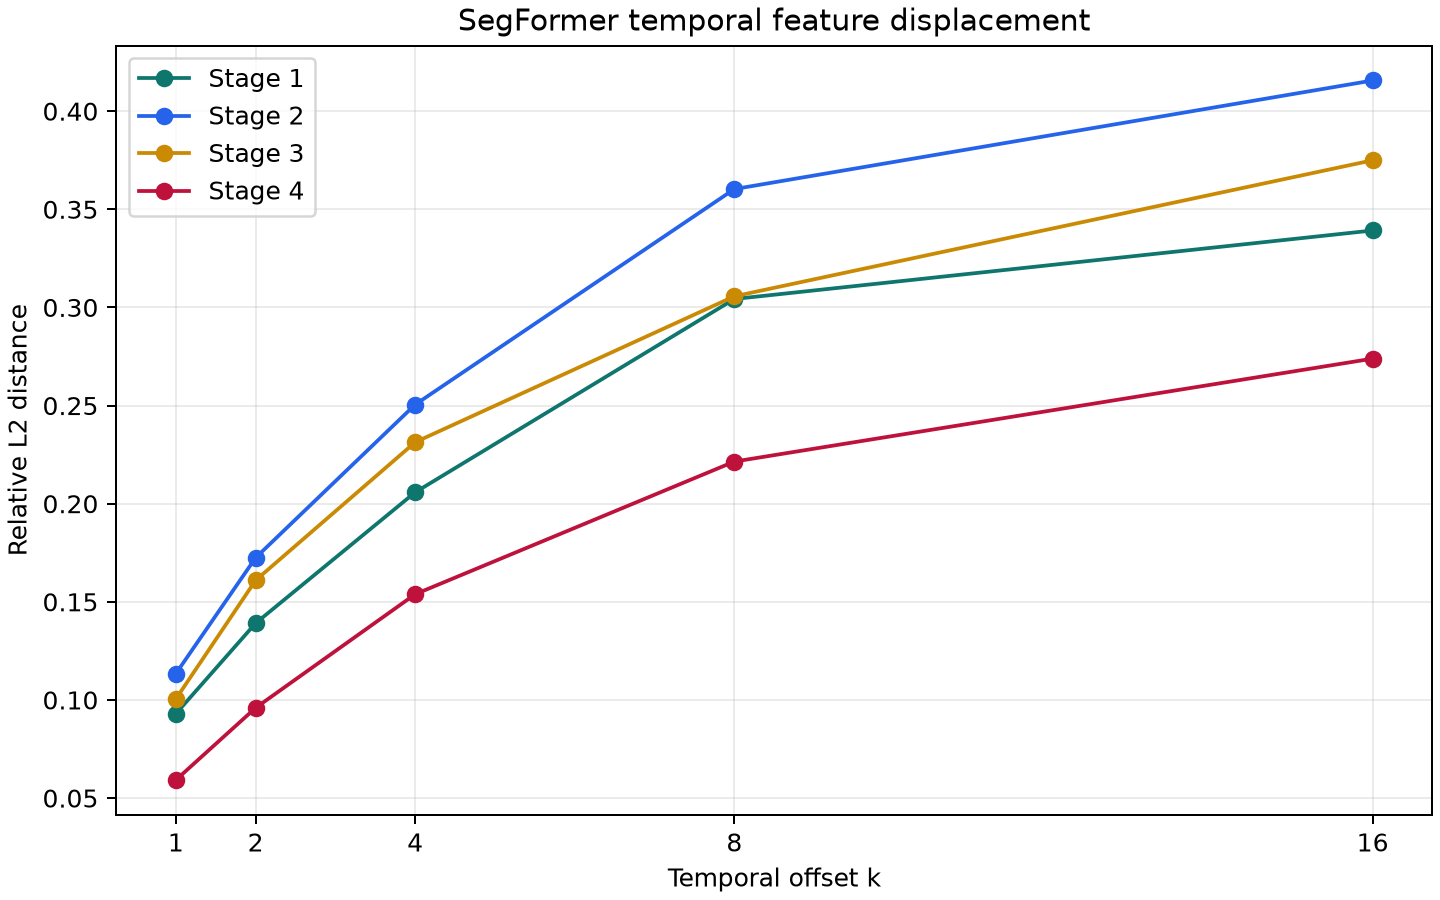 SegFormer temporal feature displacement
Stage 1
Stage 2
Stage 3
Stage 4
Relative L2 distance
0.40
0.35
0.30
0.25
0.20
0.15
0.10
0.05
1 2 4 8 16
Temporal offset k